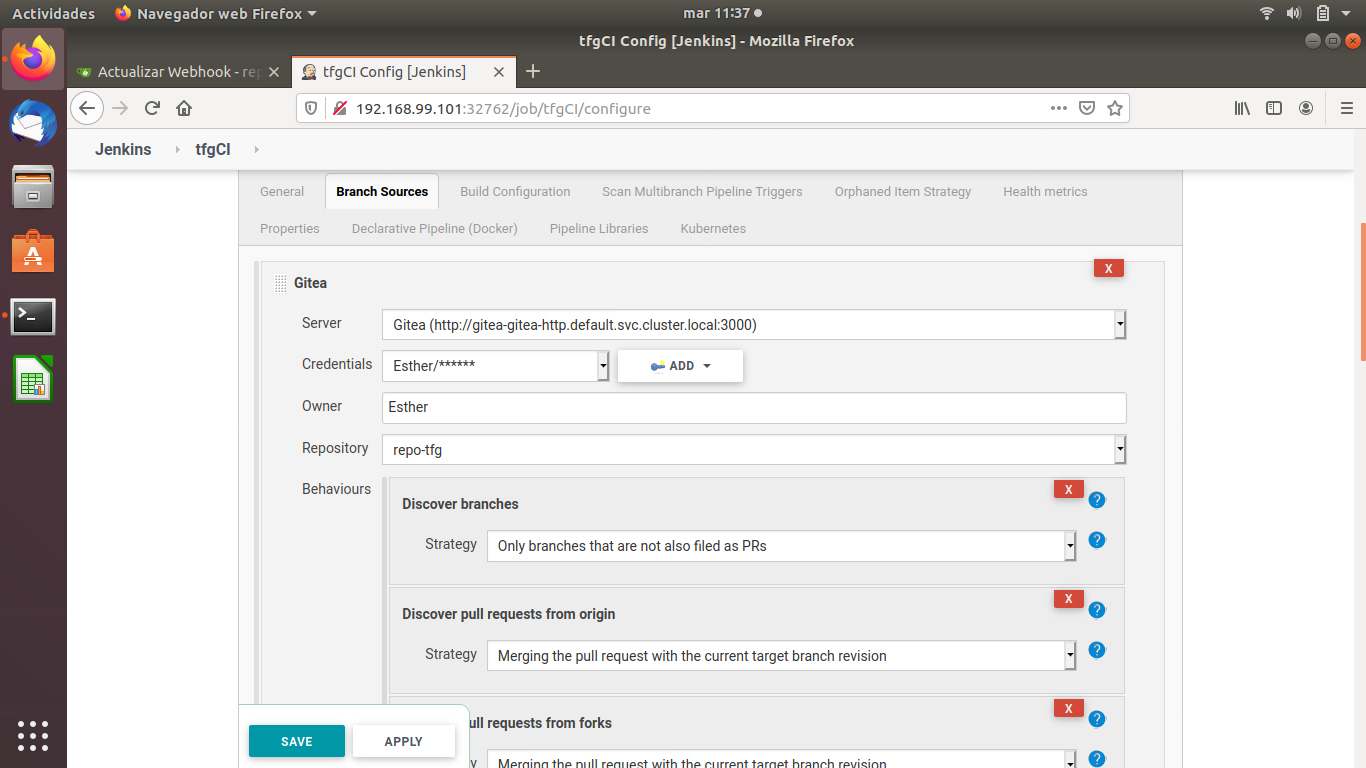 Actividades Navegador web Firefox mar 11:37
tfgCI Config [Jenkins] - Mozilla Firefox
Actualizar Webhook - rep tfgCI Config [Jenkins]
192.168.99.101:32762/job/tfgCI/configure
Jenkins tfgCI
General Branch Sources Build Configuration Scan Multibranch Pipeline Triggers Orphaned Item Strategy Health metrics
Properties Declarative Pipeline (Docker) Pipeline Libraries Kubernetes
X
Gitea
Server Gitea (http://gitea-gitea-http.default.svc.cluster.local:3000)
Credentials Esther/****** ADD
Owner Esther
Repository repo-tfg
Behaviours
X
Discover branches
Strategy Only branches that are not also filed as PRs
X
Discover pull requests from origin
Strategy Merging the pull request with the current target branch revision
X
ull requests from forks
y Merging the pull request with the current target branch revision
SAVE APPLY